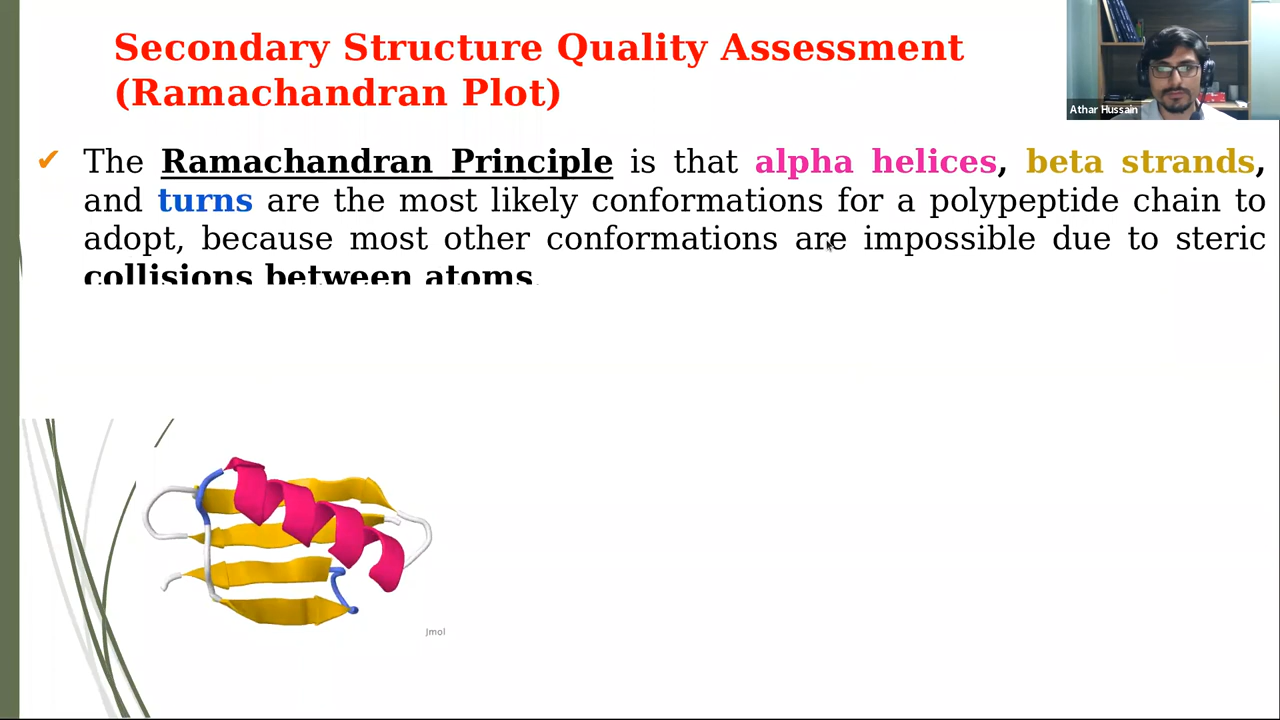 Secondary Structure Quality Assessment
(Ramachandran Plot)
Athar Hussain
✔ The Ramachandran Principle is that alpha helices, beta strands,
and turns are the most likely conformations for a polypeptide chain to
adopt, because most other conformations are impossible due to steric
collisions between atoms.
Jmol